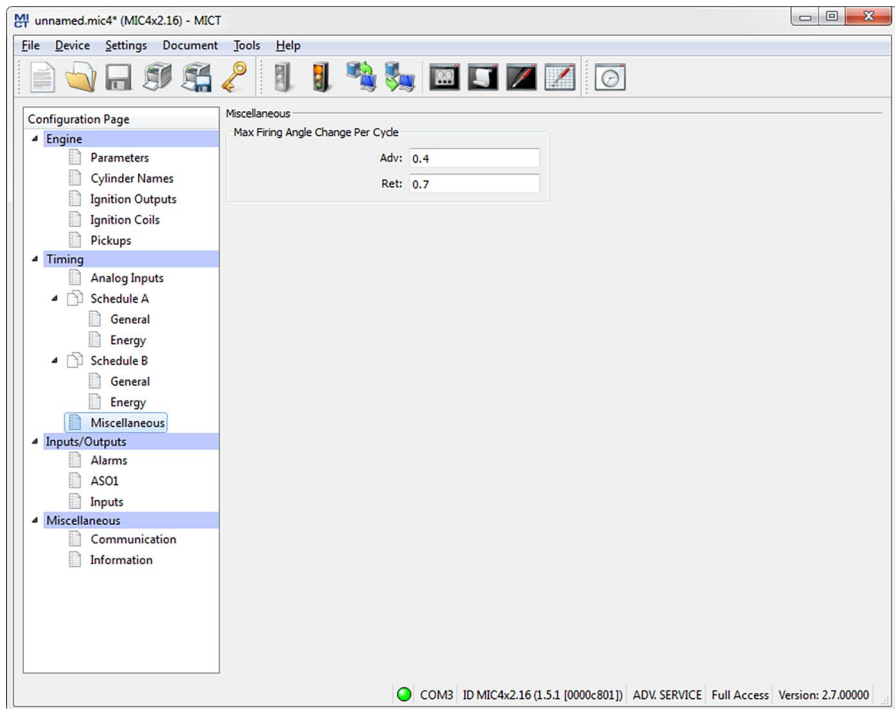 MICT unnamed.mic4* (MIC4x2.16) - MICT
File Device Settings Document Tools Help
Configuration Page
Engine
Parameters
Cylinder Names
Ignition Outputs
Ignition Coils
Pickups
Timing
Analog Inputs
Schedule A
General
Energy
Schedule B
General
Energy
Miscellaneous
Inputs/Outputs
Alarms
ASO1
Inputs
Miscellaneous
Communication
Information
Miscellaneous
Max Firing Angle Change Per Cycle
Adv: 0.4
Ret: 0.7
COM3 ID MIC4x2.16 (1.5.1 [0000c801]) ADV. SERVICE Full Access Version: 2.7.00000